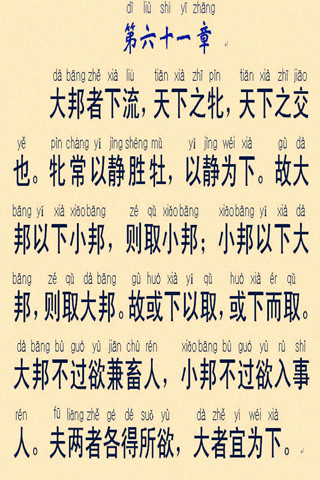 dì liù shí yī zhāng
第六十一章
dà bāng zhě xià liú tiān xià zhī pìn tiān xià zhī jiāo
大邦者下流，天下之牝，天下之交
yě pìn cháng yǐ jìng shèng mǔ yǐ jìng wéi xià gù dà
也。牝常以静胜牡，以静为下。故大
bāng yǐ xià xiǎo bāng zé qǔ xiǎo bāng xiǎo bāng yǐ xià dà
邦以下小邦，则取小邦；小邦以下大
bāng zé qǔ dà bāng gù huò xià yǐ qǔ huò xià ér qǔ
邦，则取大邦。故或下以取，或下而取。
dà bāng bú guò yù jiān chù rén xiǎo bāng bú guò yù rù shì
大邦不过欲兼畜人，小邦不过欲入事
rén fū liǎng zhě gè dé suǒ yù dà zhě yí wéi xià
人。夫两者各得所欲，大者宜为下。